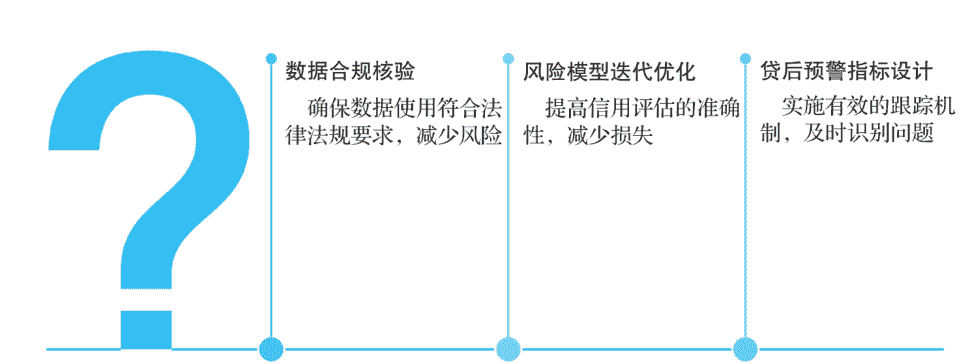 数据合规核验
确保数据使用符合法
律法规要求，减少风险
风险模型迭代优化
提高信用评估的准确
性，减少损失
贷后预警指标设计
实施有效的跟踪机
制，及时识别问题